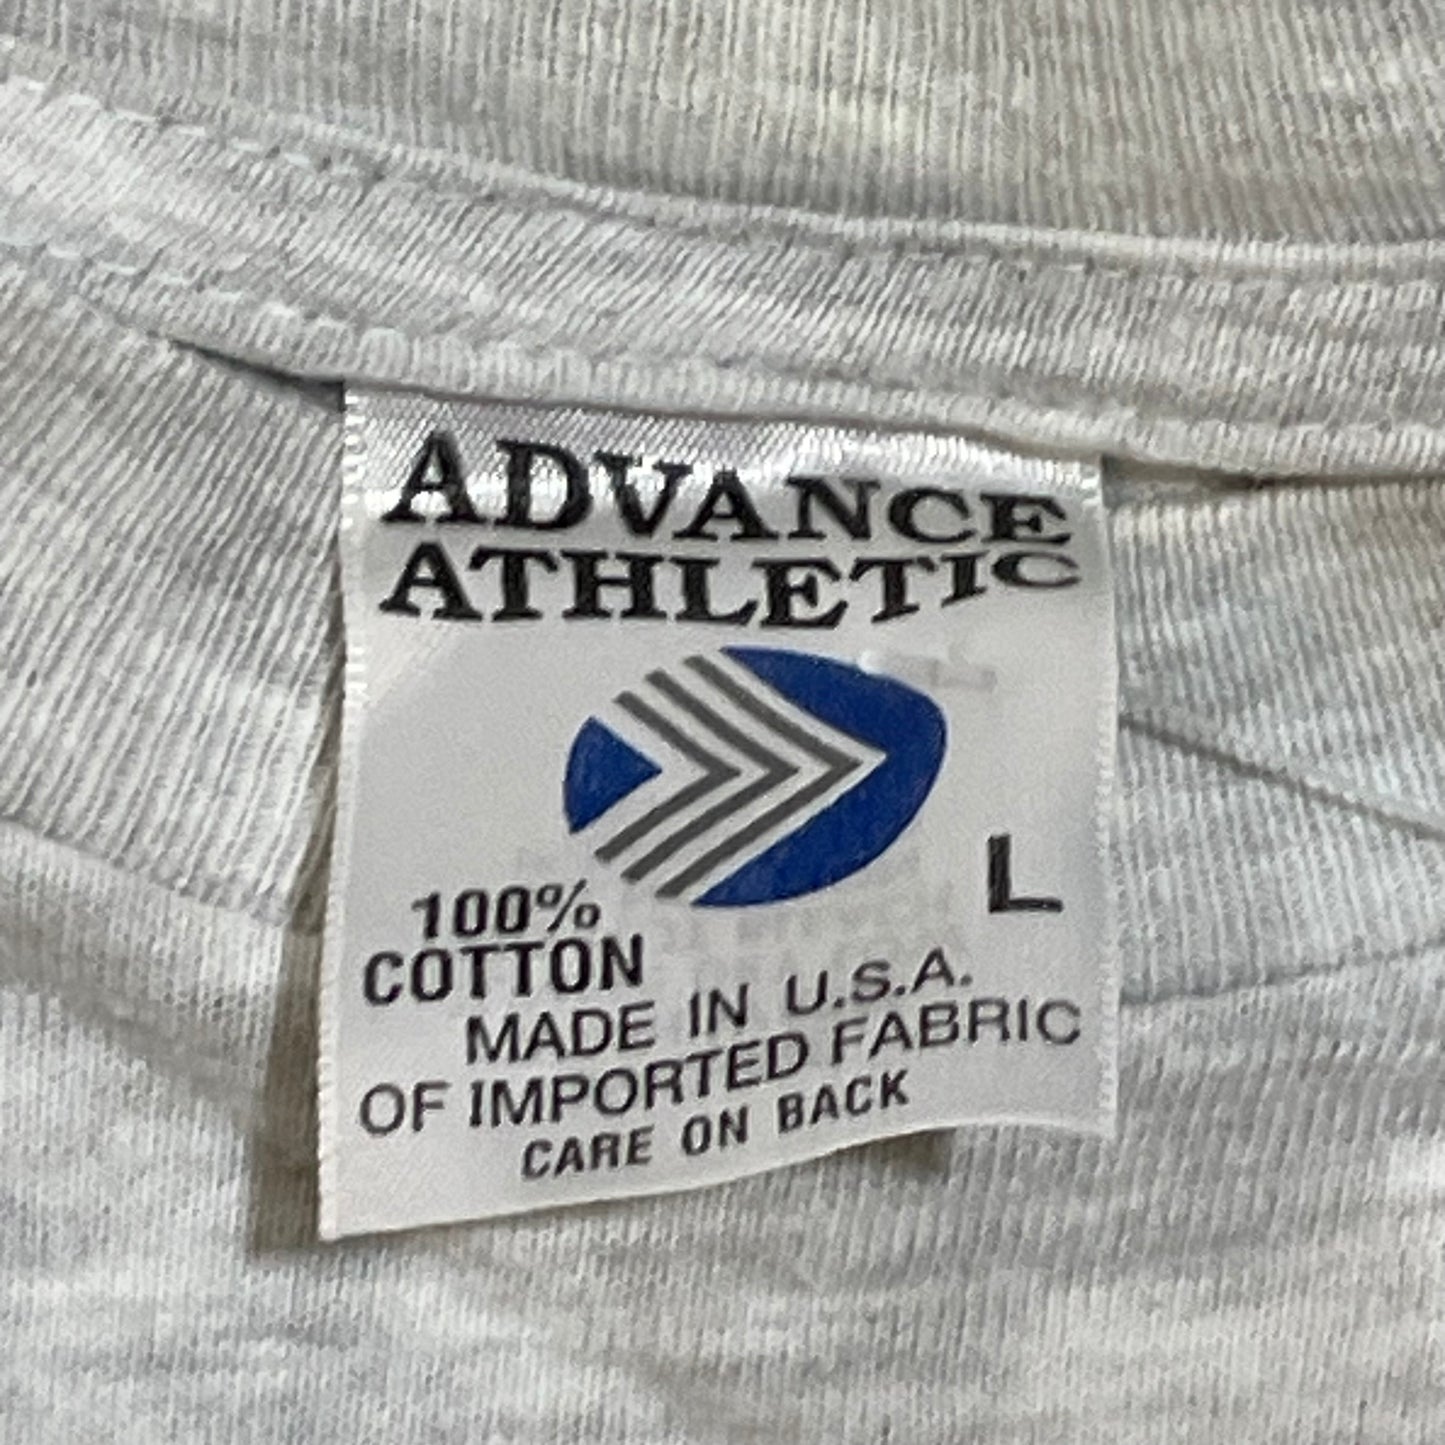 ADVANCE
ATHLETIC
L
100%
COTTON
MADE IN U.S.A.
OF IMPORTED FABRIC
CARE ON BACK